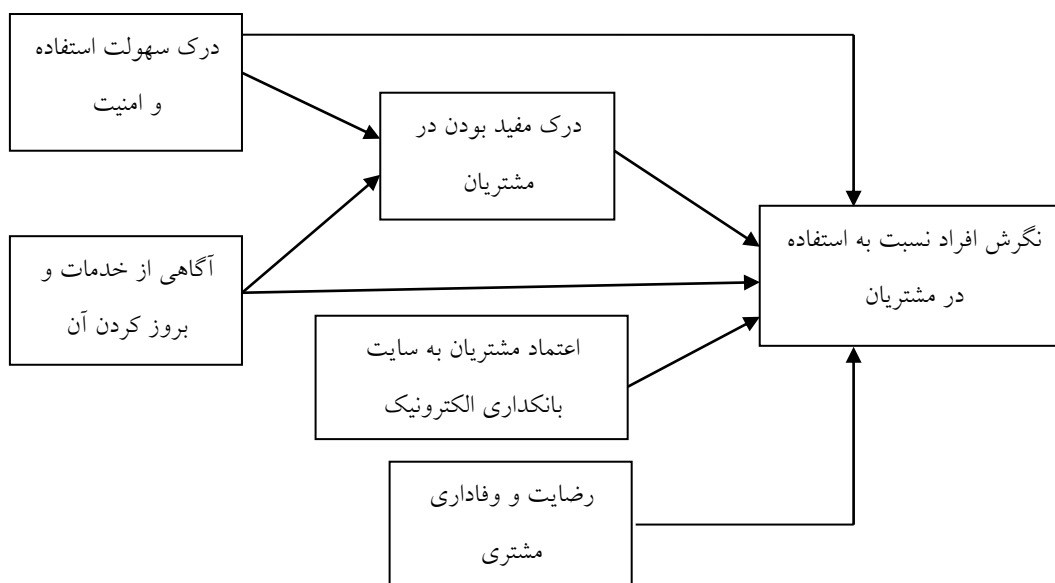 درک سهولت استفاده
و امنیت
درک مفید بودن در
مشتریان
نگرش افراد نسبت به استفاده
در مشتریان
آگاهی از خدمات و
بروز کردن آن
اعتماد مشتریان به سایت
بانکداری الکترونیک
رضایت و وفاداری
مشتری